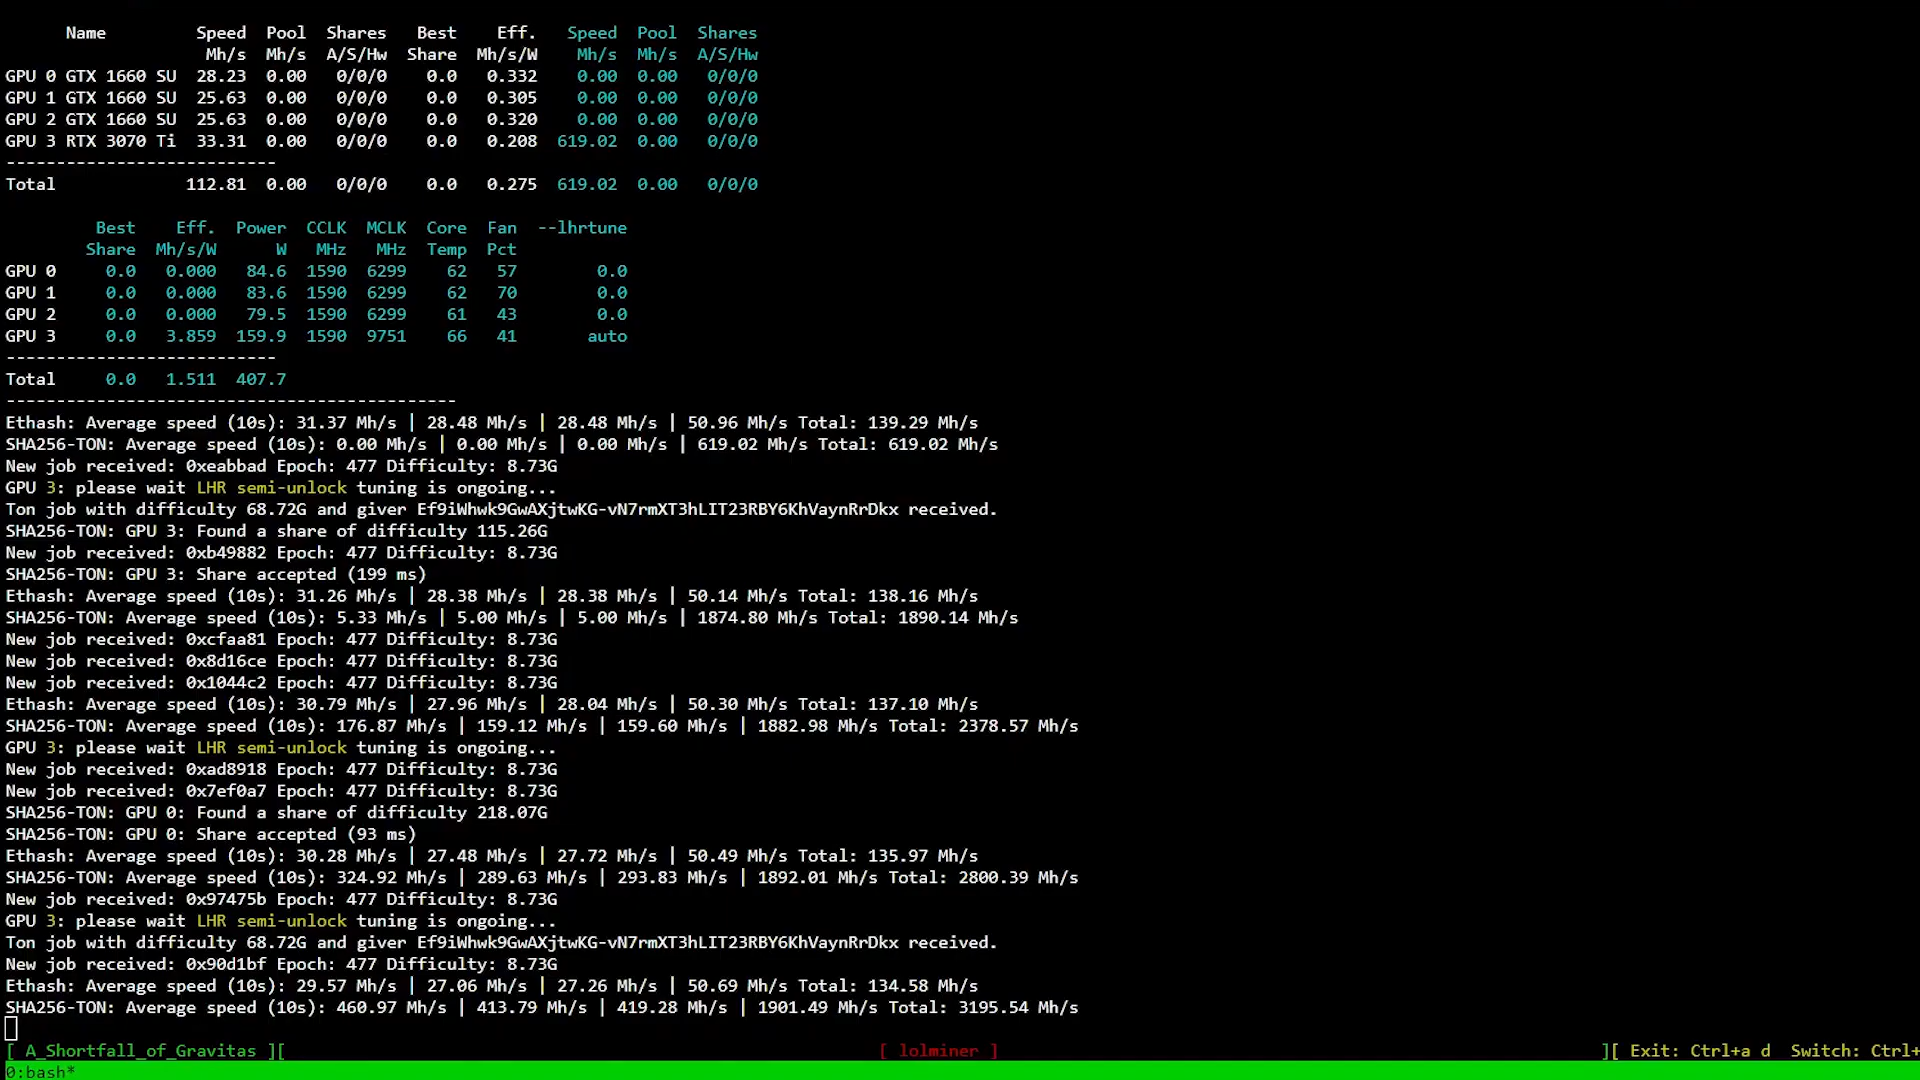 Name Speed Pool Shares Best Eff. Speed Pool Shares
Mh/s Mh/s A/S/Hw Share Mh/s/W Mh/s Mh/s A/S/Hw
GPU 0 GTX 1660 SU 28.23 0.00 0/0/0 0.0 0.332 0.00 0.00 0/0/0
GPU 1 GTX 1660 SU 25.63 0.00 0/0/0 0.0 0.305 0.00 0.00 0/0/0
GPU 2 GTX 1660 SU 25.63 0.00 0/0/0 0.0 0.320 0.00 0.00 0/0/0
GPU 3 RTX 3070 Ti 33.31 0.00 0/0/0 0.0 0.208 619.02 0.00 0/0/0
---------------------------
Total 112.81 0.00 0/0/0 0.0 0.275 619.02 0.00 0/0/0
Best Eff. Power CCLK MCLK Core Fan --lhrtune
Share Mh/s/W W MHz MHz Temp Pct
GPU 0 0.0 0.000 84.6 1590 6299 62 57 0.0
GPU 1 0.0 0.000 83.6 1590 6299 62 70 0.0
GPU 2 0.0 0.000 79.5 1590 6299 61 43 0.0
GPU 3 0.0 3.859 159.9 1590 9751 66 41 auto
---------------------------
Total 0.0 1.511 407.7
---------------------------------------------
Ethash: Average speed (10s): 31.37 Mh/s | 28.48 Mh/s | 28.48 Mh/s | 50.96 Mh/s Total: 139.29 Mh/s
SHA256-TON: Average speed (10s): 0.00 Mh/s | 0.00 Mh/s | 0.00 Mh/s | 619.02 Mh/s Total: 619.02 Mh/s
New job received: 0xeabbad Epoch: 477 Difficulty: 8.73G
GPU 3: please wait LHR semi-unlock tuning is ongoing...
Ton job with difficulty 68.72G and giver Ef9iWhwk9GwAXjtwKG-vN7rmXT3hLIT23RBY6KhVaynRrDkx received.
SHA256-TON: GPU 3: Found a share of difficulty 115.26G
New job received: 0xb49882 Epoch: 477 Difficulty: 8.73G
SHA256-TON: GPU 3: Share accepted (199 ms)
Ethash: Average speed (10s): 31.26 Mh/s | 28.38 Mh/s | 28.38 Mh/s | 50.14 Mh/s Total: 138.16 Mh/s
SHA256-TON: Average speed (10s): 5.33 Mh/s | 5.00 Mh/s | 5.00 Mh/s | 1874.80 Mh/s Total: 1890.14 Mh/s
New job received: 0xcfaa81 Epoch: 477 Difficulty: 8.73G
New job received: 0x8d16ce Epoch: 477 Difficulty: 8.73G
New job received: 0x1044c2 Epoch: 477 Difficulty: 8.73G
Ethash: Average speed (10s): 30.79 Mh/s | 27.96 Mh/s | 28.04 Mh/s | 50.30 Mh/s Total: 137.10 Mh/s
SHA256-TON: Average speed (10s): 176.87 Mh/s | 159.12 Mh/s | 159.60 Mh/s | 1882.98 Mh/s Total: 2378.57 Mh/s
GPU 3: please wait LHR semi-unlock tuning is ongoing...
New job received: 0xad8918 Epoch: 477 Difficulty: 8.73G
New job received: 0x7ef0a7 Epoch: 477 Difficulty: 8.73G
SHA256-TON: GPU 0: Found a share of difficulty 218.07G
SHA256-TON: GPU 0: Share accepted (93 ms)
Ethash: Average speed (10s): 30.28 Mh/s | 27.48 Mh/s | 27.72 Mh/s | 50.49 Mh/s Total: 135.97 Mh/s
SHA256-TON: Average speed (10s): 324.92 Mh/s | 289.63 Mh/s | 293.83 Mh/s | 1892.01 Mh/s Total: 2800.39 Mh/s
New job received: 0x97475b Epoch: 477 Difficulty: 8.73G
GPU 3: please wait LHR semi-unlock tuning is ongoing...
Ton job with difficulty 68.72G and giver Ef9iWhwk9GwAXjtwKG-vN7rmXT3hLIT23RBY6KhVaynRrDkx received.
New job received: 0x90d1bf Epoch: 477 Difficulty: 8.73G
Ethash: Average speed (10s): 29.57 Mh/s | 27.06 Mh/s | 27.26 Mh/s | 50.69 Mh/s Total: 134.58 Mh/s
SHA256-TON: Average speed (10s): 460.97 Mh/s | 413.79 Mh/s | 419.28 Mh/s | 1901.49 Mh/s Total: 3195.54 Mh/s
[ A_Shortfall_of_Gravitas ][ [ lolminer ] ][ Exit: Ctrl+a d Switch: Ctrl+
0:bash*